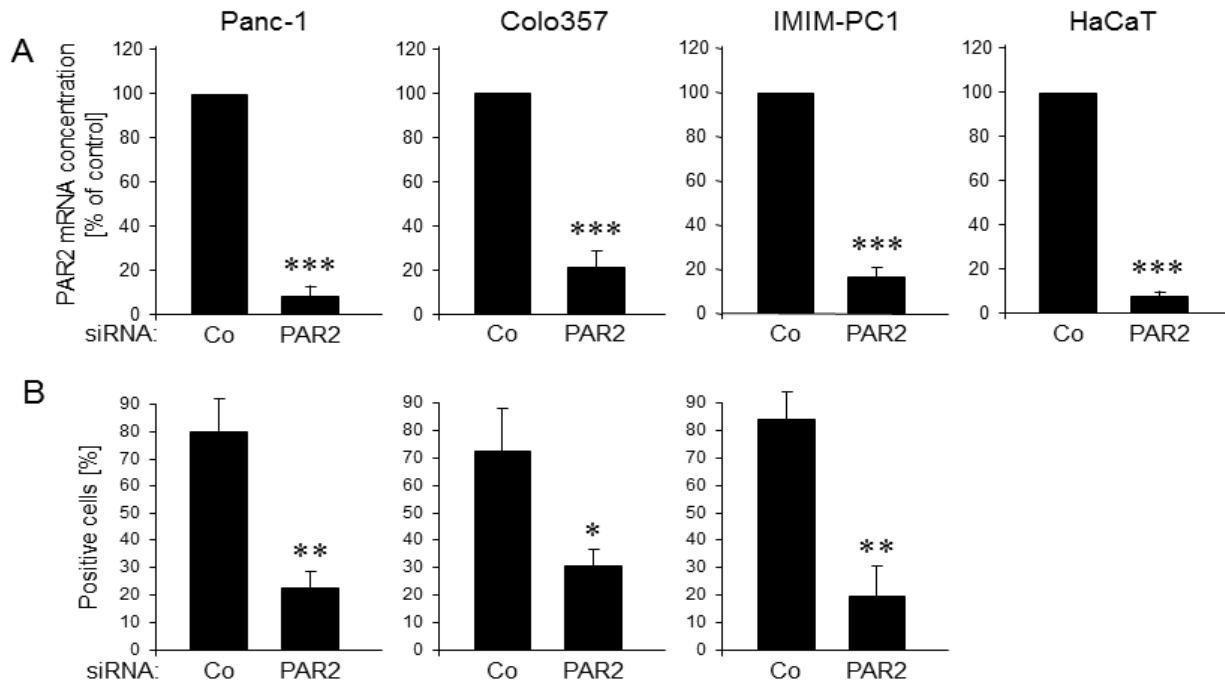 Panc-1 Colo357 IMIM-PC1 HaCaT
A
PAR2 mRNA concentration
[% of control]
120 120 120 120
100 100 100 100
80 80 80 80
60 60 60 60
40 40 40 40
20 20 20 20
0 0 0 0
*** *** *** ***
siRNA: Co PAR2 Co PAR2 Co PAR2 Co PAR2
B
Positive cells [%]
90 90 90
80 80 80
70 70 70
60 60 60
50 50 50
40 40 40
30 30 30
20 20 20
10 10 10
0 0 0
** * **
siRNA: Co PAR2 Co PAR2 Co PAR2